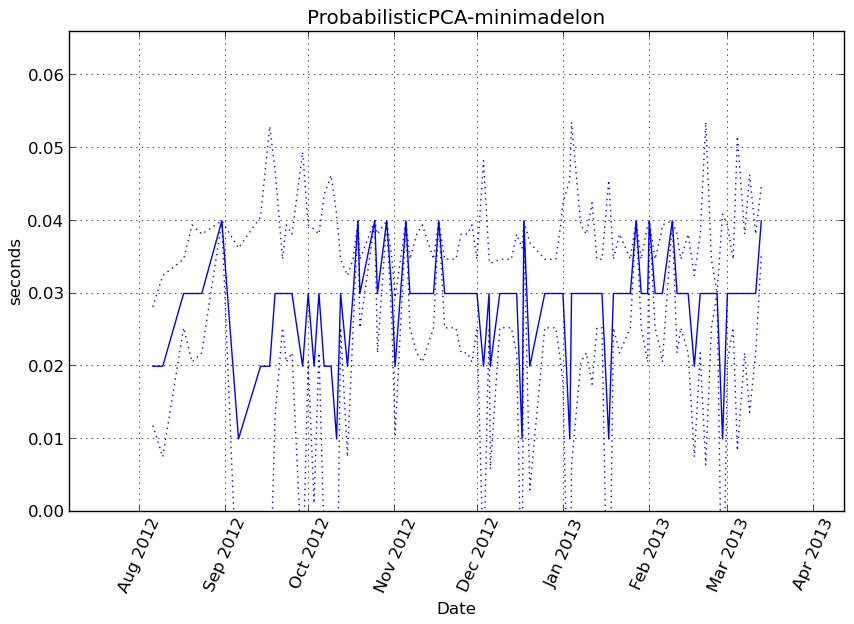 ProbabilisticPCA-minimadelon
0.06
0.05
0.04
0.03
0.02
0.01
0.00
seconds
Aug 2012
Sep 2012
Oct 2012
Nov 2012
Dec 2012
Jan 2013
Feb 2013
Mar 2013
Apr 2013
Date